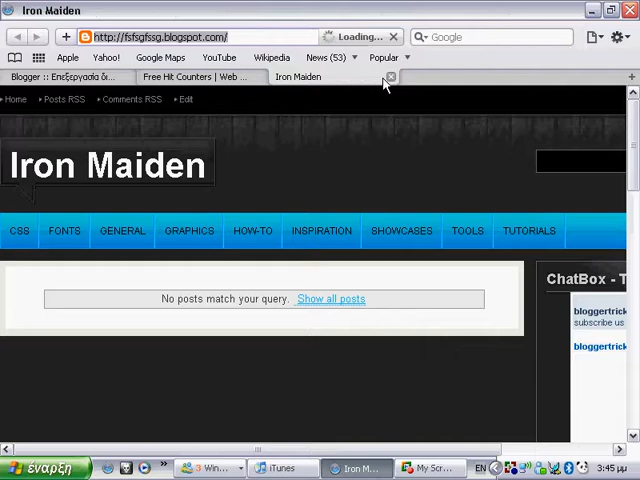 Iron Maiden
http://fsfsgfssg.blogspot.com/
Loading...
Google
Apple Yahoo! Google Maps YouTube Wikipedia News (53) Popular
Blogger :: Επεξεργασία δι... Free Hit Counters | Web ... Iron Maiden
Home Posts RSS Comments RSS Edit
Iron Maiden
CSS FONTS GENERAL GRAPHICS HOW-TO INSPIRATION SHOWCASES TOOLS TUTORIALS
No posts match your query. Show all posts
ChatBox - T
bloggertrick
subscribe us
bloggertrick
έναρξη 3 Win... iTunes Iron M... My Scr... EN 3:45 μμ